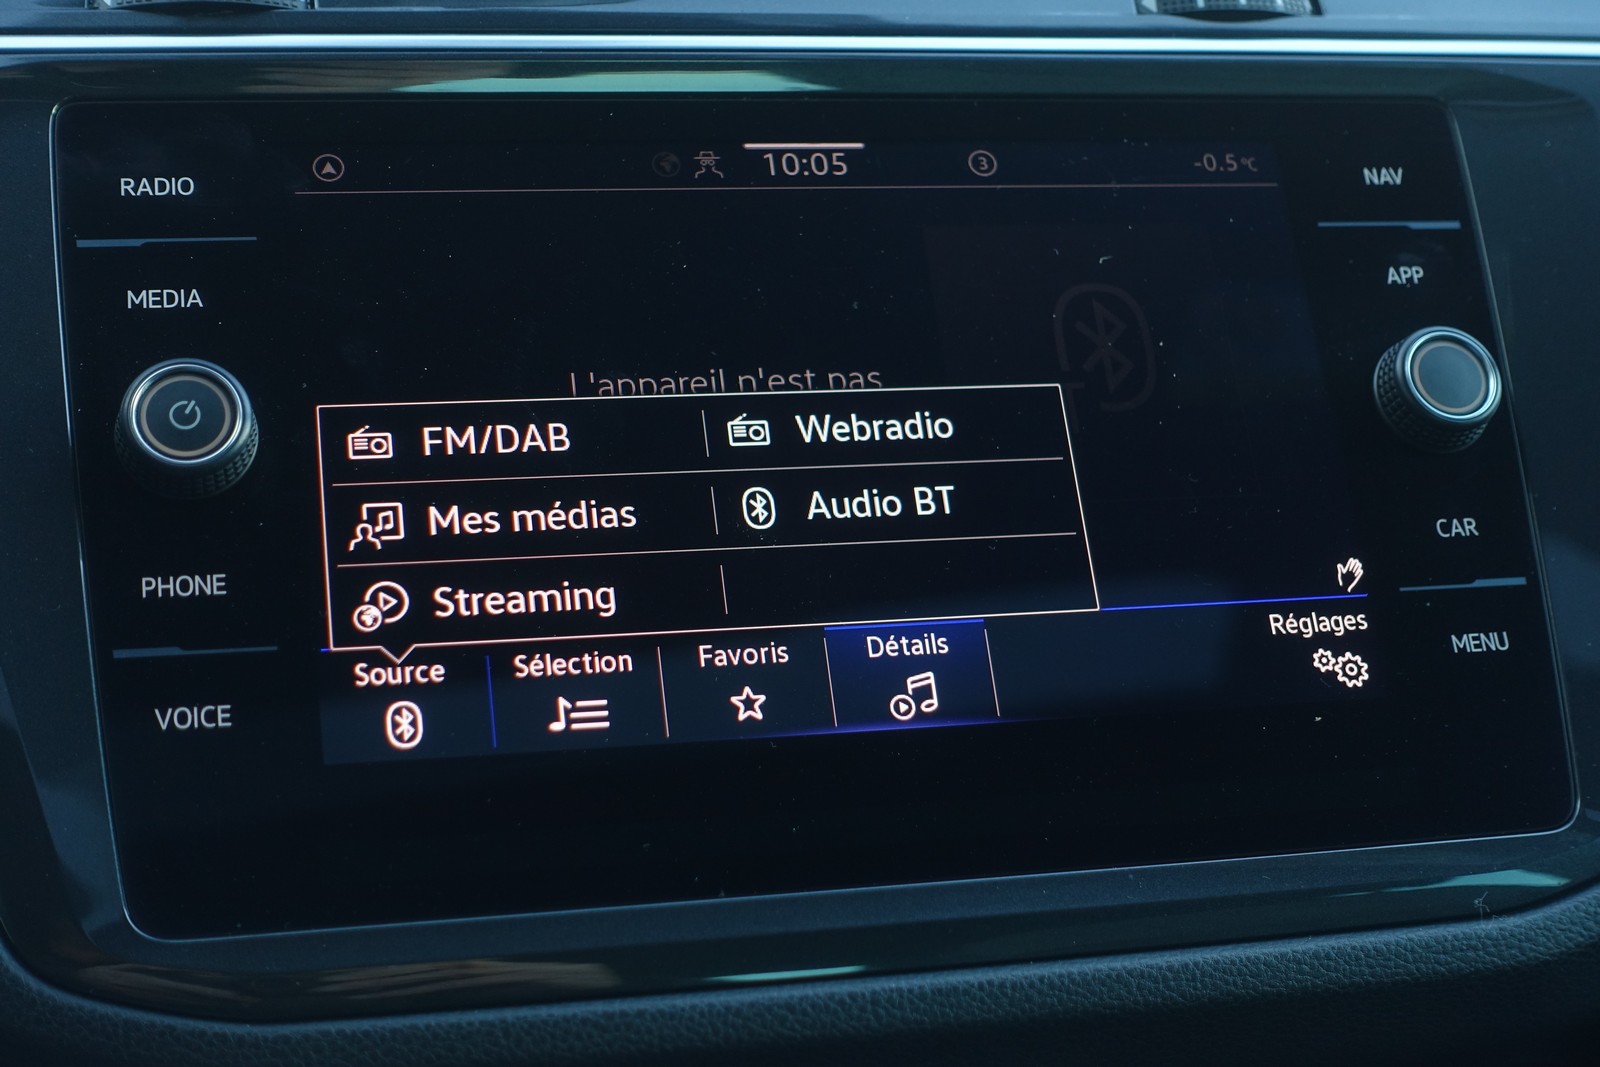 RADIO
MEDIA
PHONE
VOICE
10:05
3
-0.5°C
L'appareil n'est pas
FM/DAB
Webradio
Mes médias
Audio BT
Streaming
Source
Sélection
Favoris
Détails
Réglages
NAV
APP
CAR
MENU